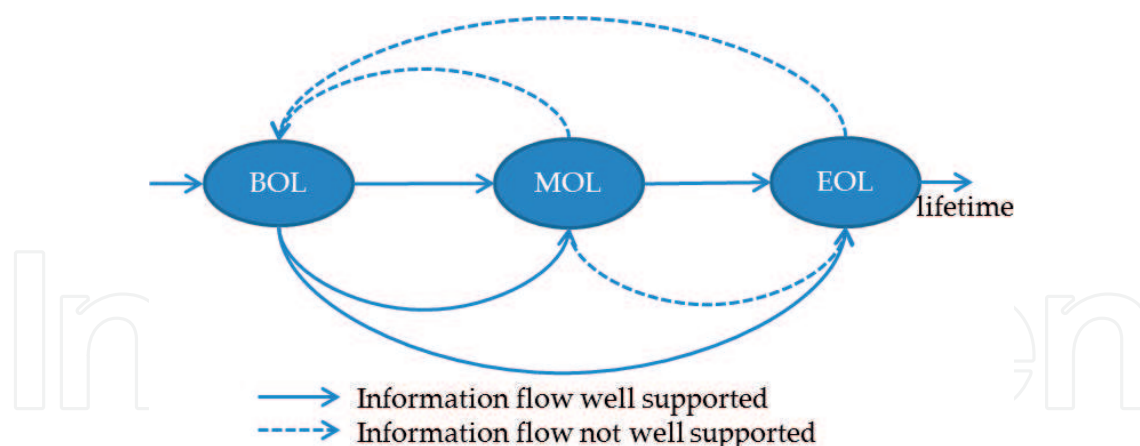 BOL
MOL
EOL
lifetime
Information flow well supported
Information flow not well supported